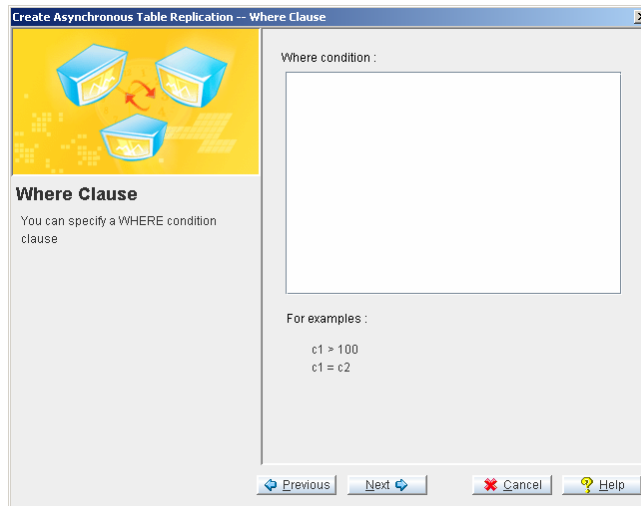 Create Asynchronous Table Replication -- Where Clause
Where Clause
You can specify a WHERE condition
clause
Where condition :
For examples :
c1 > 100
c1 = c2
Previous
Next
Cancel
Help